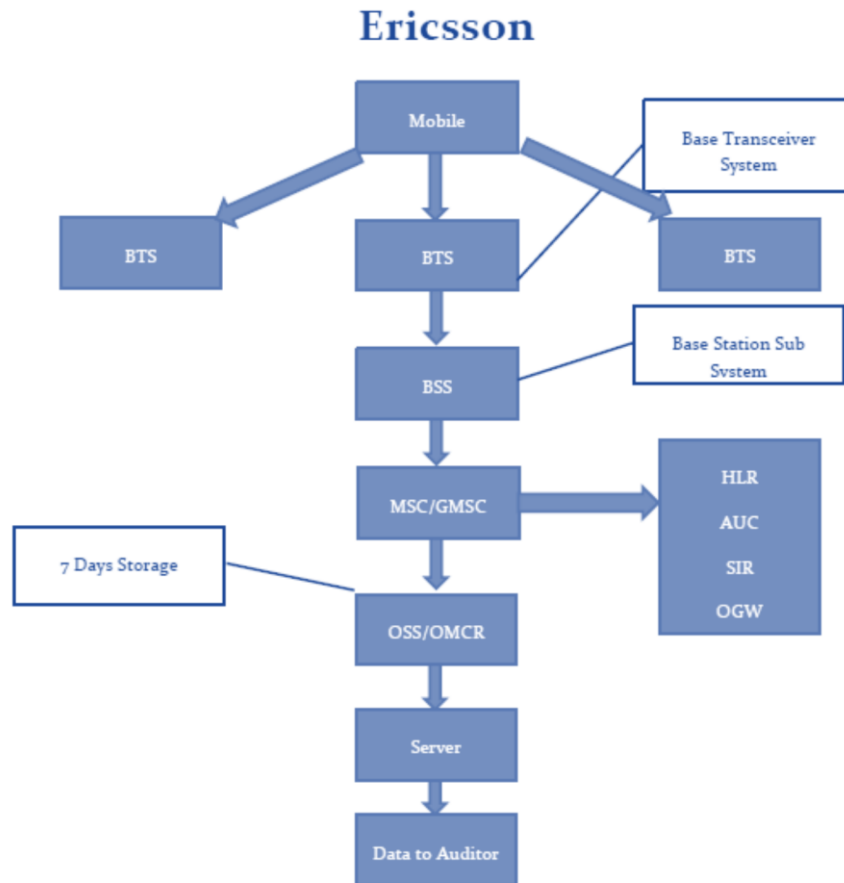 Ericsson
Mobile
Base Transceiver
System
BTS
BTS
BTS
Base Station Sub
System
BSS
HLR
MSC/GMSC
AUC
7 Days Storage
SIR
OGW
OSS/OMCR
Server
Data to Auditor